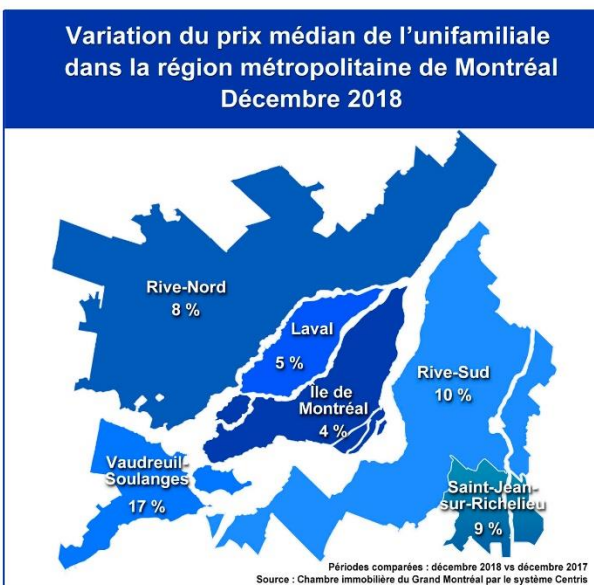 Variation du prix médian de l'unifamiliale
dans la région métropolitaine de Montréal
Décembre 2018
Rive-Nord
8 %
Laval
5 %
Île de
Montréal
4 %
Rive-Sud
10 %
Vaudreuil-
Soulanges
17 %
Saint-Jean-
sur-Richelieu
9 %
Périodes comparées : décembre 2018 vs décembre 2017
Source : Chambre immobilière du Grand Montréal par le système Centris